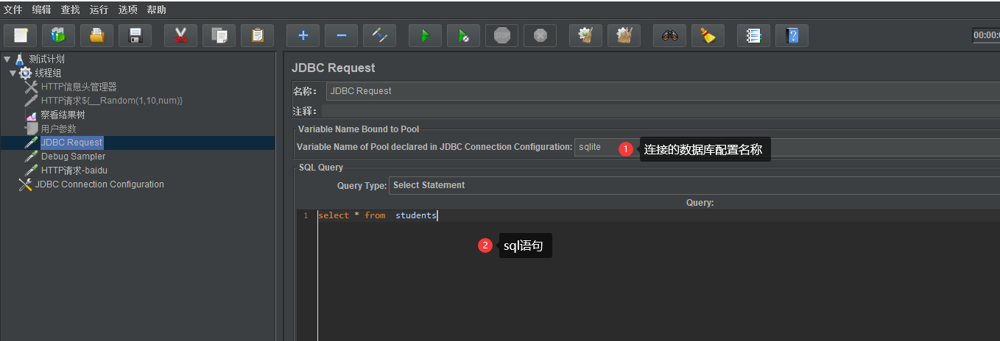 文件 编辑 查找 运行 选项 帮助
STOP
00:00:
测试计划
线程组
HTTP信息头管理器
HTTP请求${__Random(1,10,num)}
察看结果树
用户参数
JDBC Request
Debug Sampler
HTTP请求-baidu
JDBC Connection Configuration
JDBC Request
名称： JDBC Request
注释：
Variable Name Bound to Pool
Variable Name of Pool declared in JDBC Connection Configuration: sqlite 1 连接的数据库配置名称
SQL Query
Query Type: Select Statement
Query:
1 select * from  students
2 sql语句